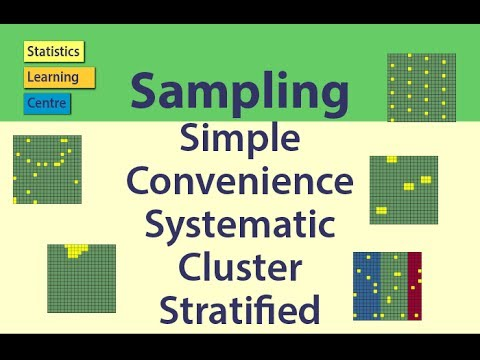 Statistics
Learning
Centre
Sampling
Simple
Convenience
Systematic
Cluster
Stratified